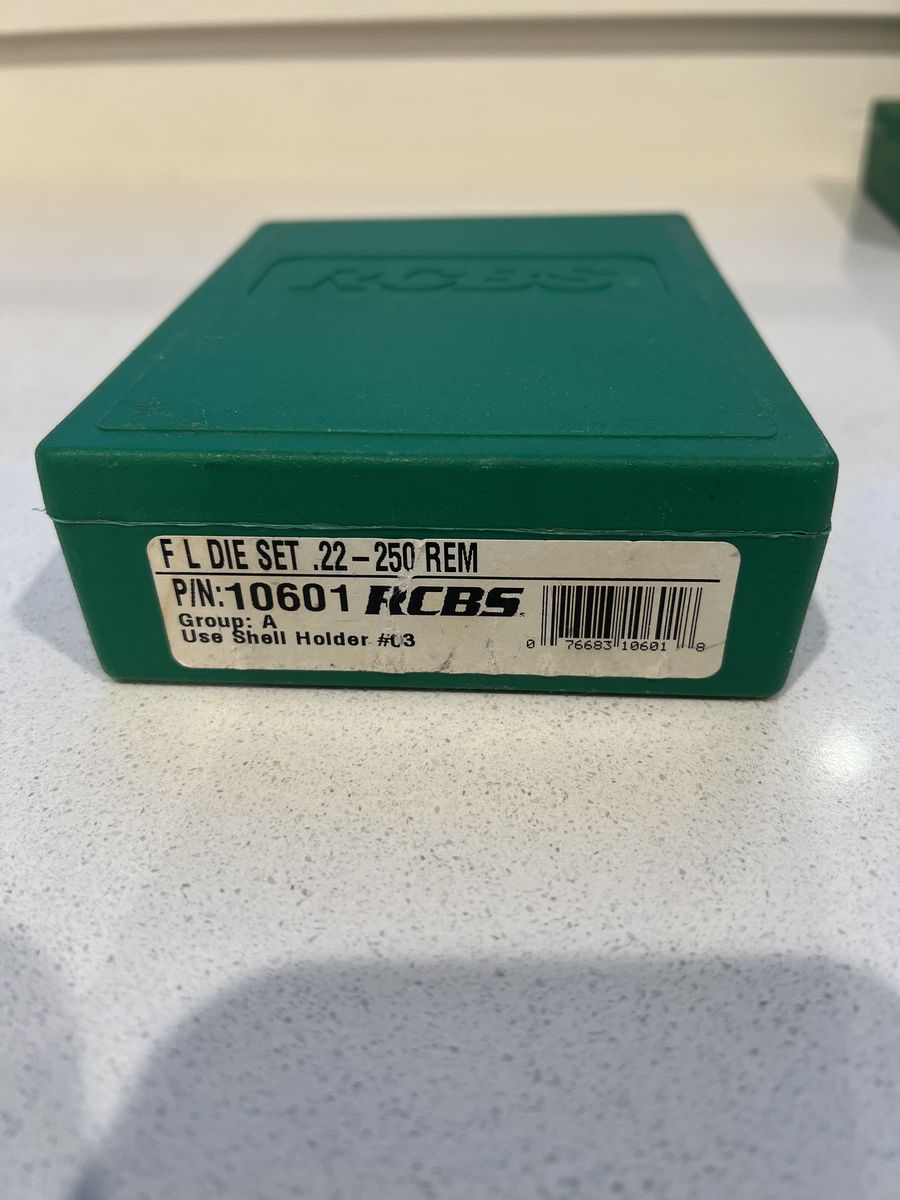 RCBS
F L DIE SET .22-250 REM
P/N:10601 RCBS.
Group: A
Use Shell Holder #03
0 76683 10601 8